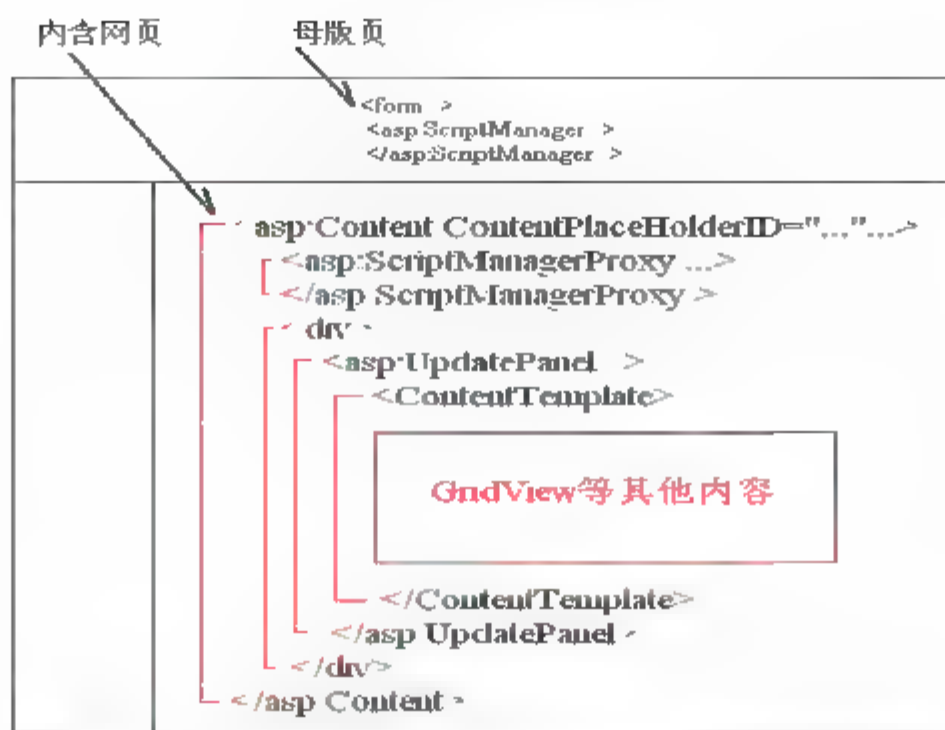 内含网页
母版页
<form >
<asp:ScriptManager >
</asp:ScriptManager >
< asp:Content ContentPlaceHolderID="..."...>
<asp:ScriptManagerProxy ...>
</asp ScriptManagerProxy >
< div >
<asp:UpdatePanel >
<ContentTemplate>
GridView等其他内容
</ContentTemplate>
</asp UpdatePanel >
</div>
</asp Content >